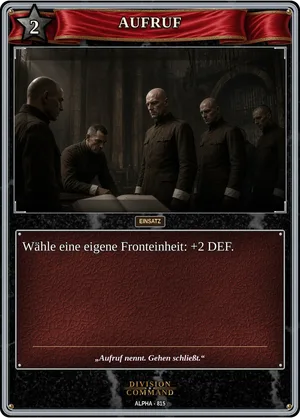 2
AUFRUF
EINSATZ
Wähle eine eigene Fronteinheit: +2 DEF.
„Aufruf nennt. Gehen schließt.“
DIVISION
COMMAND
ALPHA - 815